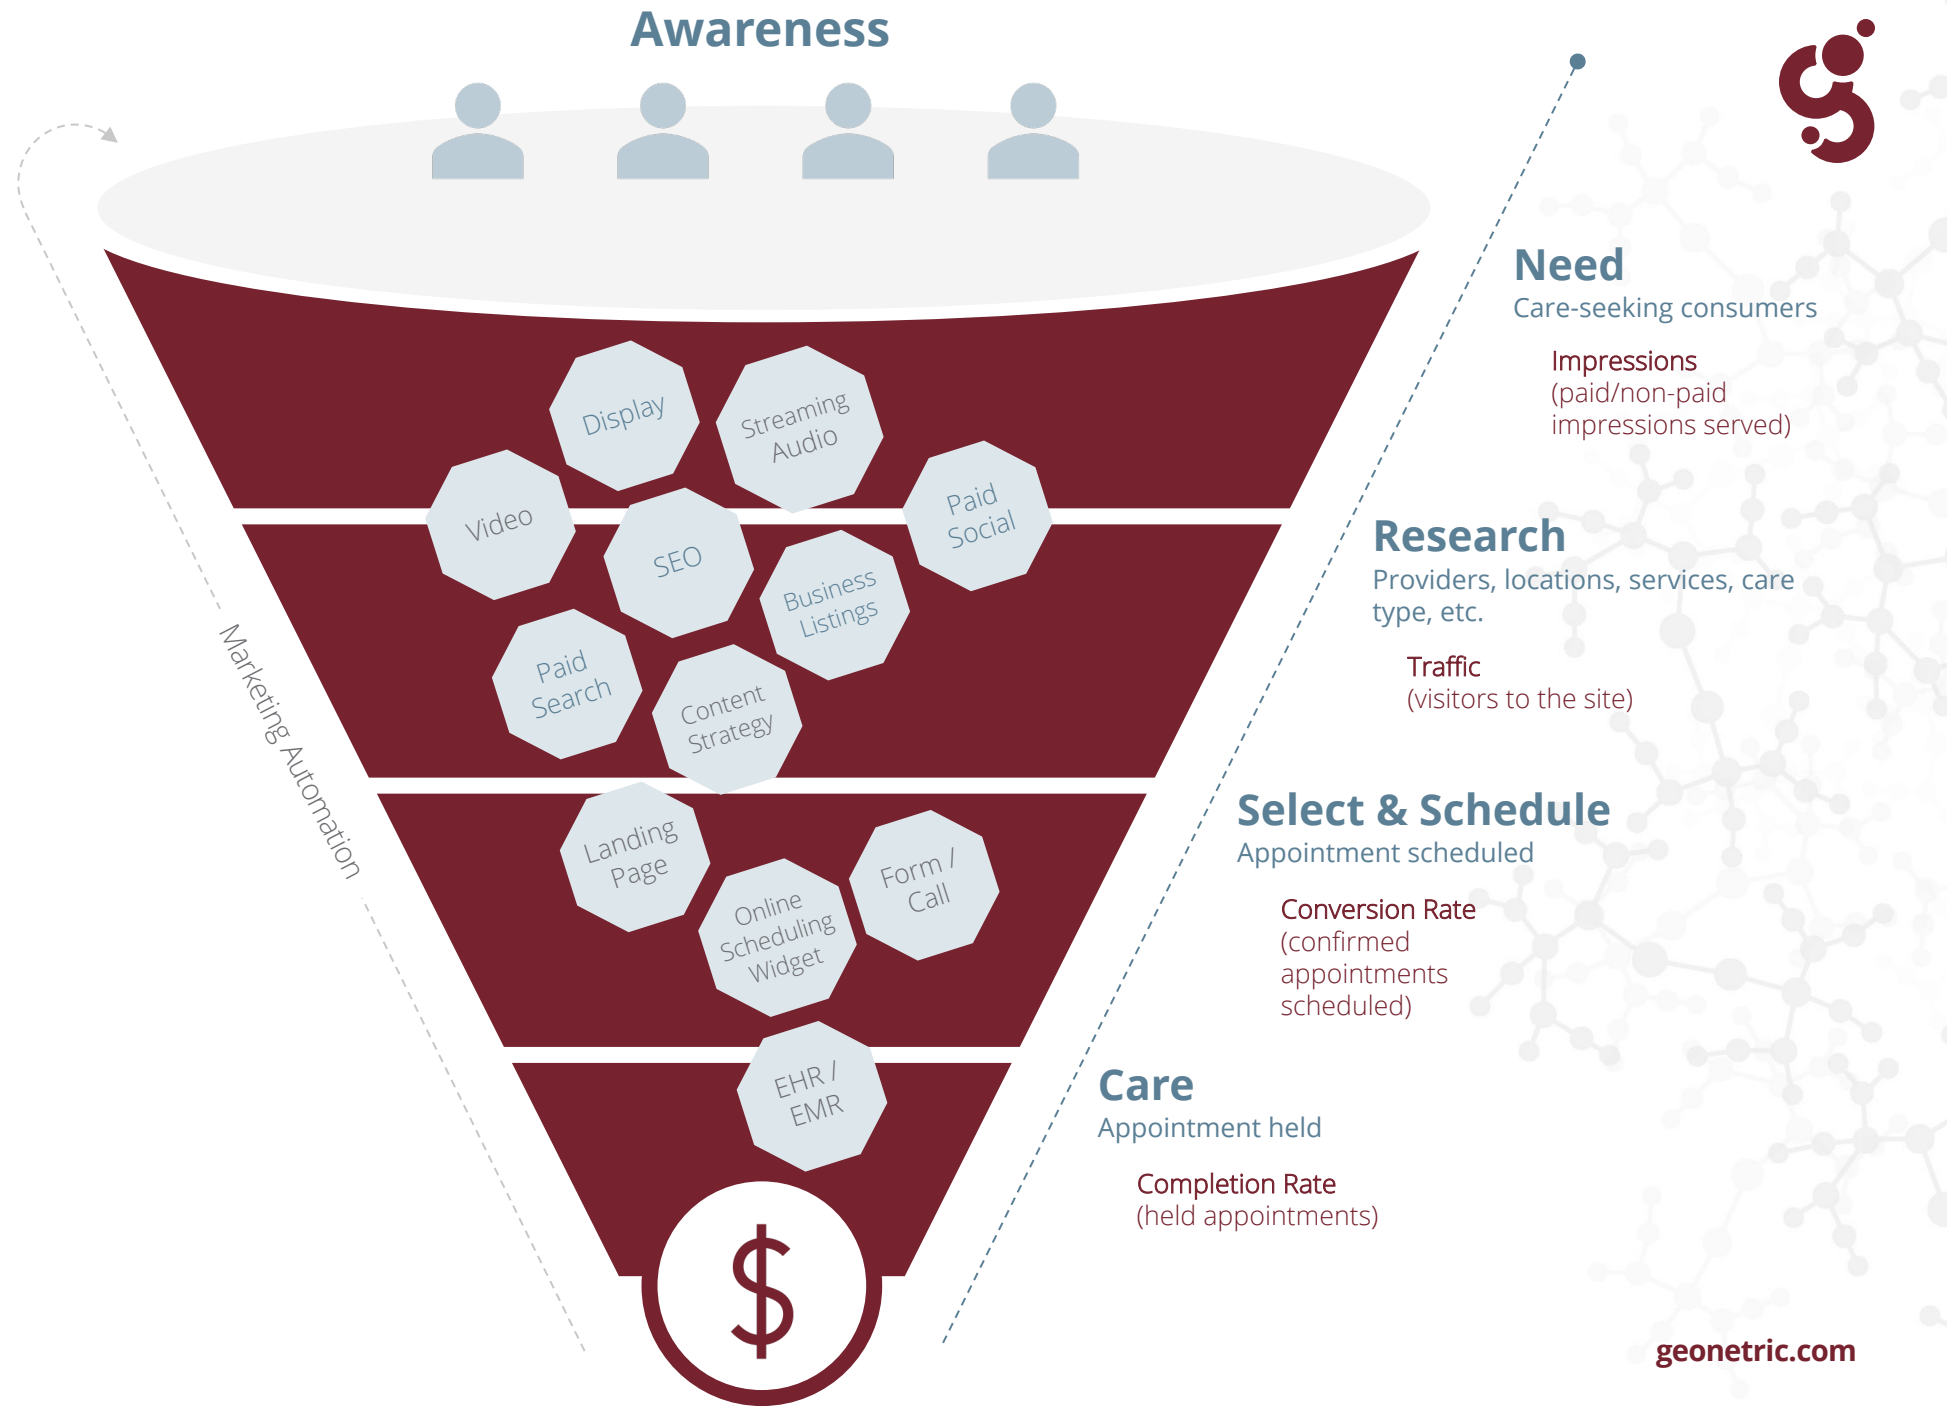 Awareness
Display
Streaming
Audio
Video
SEO
Paid
Social
Business
Listings
Paid
Search
Content
Strategy
Landing
Page
Online
Scheduling
Widget
Form /
Call
EHR /
EMR
$
Marketing Automation
Need
Care-seeking consumers
Impressions
(paid/non-paid
impressions served)
Research
Providers, locations, services, care
type, etc.
Traffic
(visitors to the site)
Select & Schedule
Appointment scheduled
Conversion Rate
(confirmed
appointments
scheduled)
Care
Appointment held
Completion Rate
(held appointments)
geonetric.com